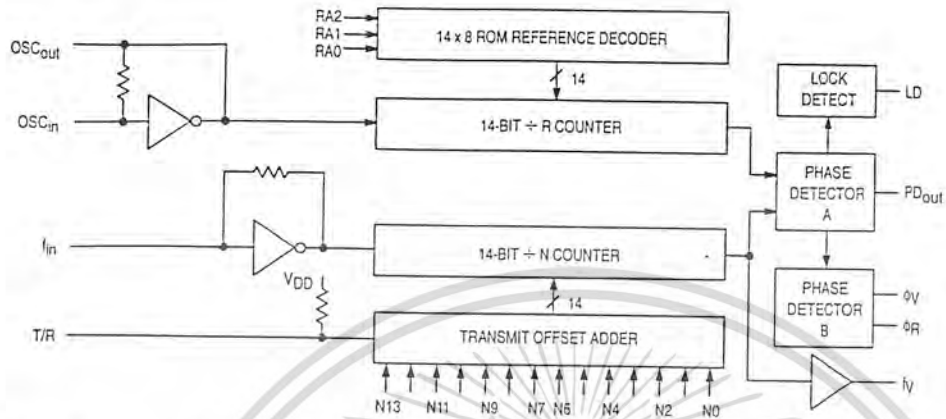 RA2
RA1
RA0
14 x 8 ROM REFERENCE DECODER
OSCout
14
LOCK
DETECT
LD
OSCin
14-BIT ÷ R COUNTER
PHASE
DETECTOR
A
PDout
fin
14-BIT ÷ N COUNTER
VDD
14
PHASE
DETECTOR
B
ϕV
ϕR
T/R
TRANSMIT OFFSET ADDER
fV
N13
N11
N9
N7
N6
N4
N2
N0